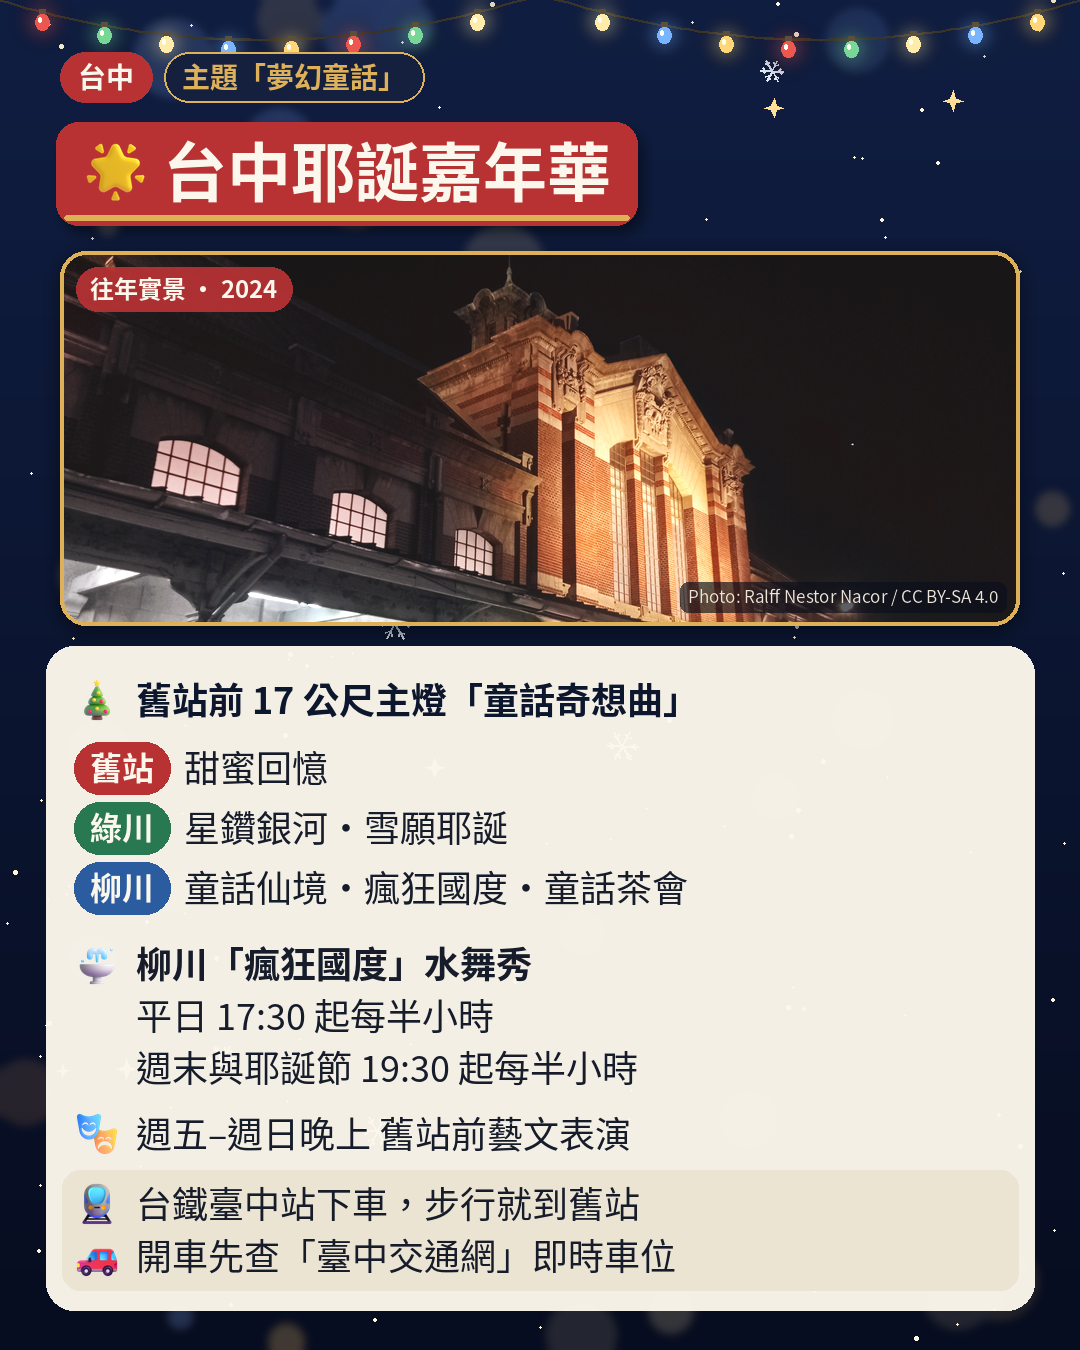 台中
主題「夢幻童話」
台中耶誕嘉年華
往年實景・2024
Photo: Ralff Nestor Nacor / CC BY-SA 4.0
舊站前 17 公尺主燈「童話奇想曲」
舊站 甜蜜回憶
綠川 星鑽銀河・雪願耶誕
柳川 童話仙境・瘋狂國度・童話茶會
柳川「瘋狂國度」水舞秀
平日 17:30 起每半小時
週末與耶誕節 19:30 起每半小時
週五–週日晚上 舊站前藝文表演
台鐵臺中站下車，步行就到舊站
開車先查「臺中交通網」即時車位